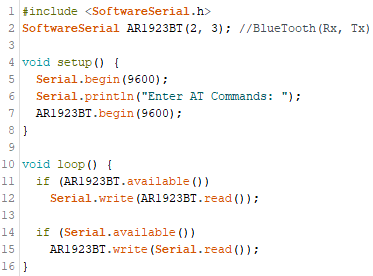 1 #include <SoftwareSerial.h>
2 SoftwareSerial AR1923BT(2, 3); //BlueTooth(Rx, Tx)
3
4 void setup() {
5   Serial.begin(9600);
6   Serial.println("Enter AT Commands: ");
7   AR1923BT.begin(9600);
8 }
9
10 void loop() {
11   if (AR1923BT.available())
12     Serial.write(AR1923BT.read());
13
14   if (Serial.available())
15     AR1923BT.write(Serial.read());
16 }